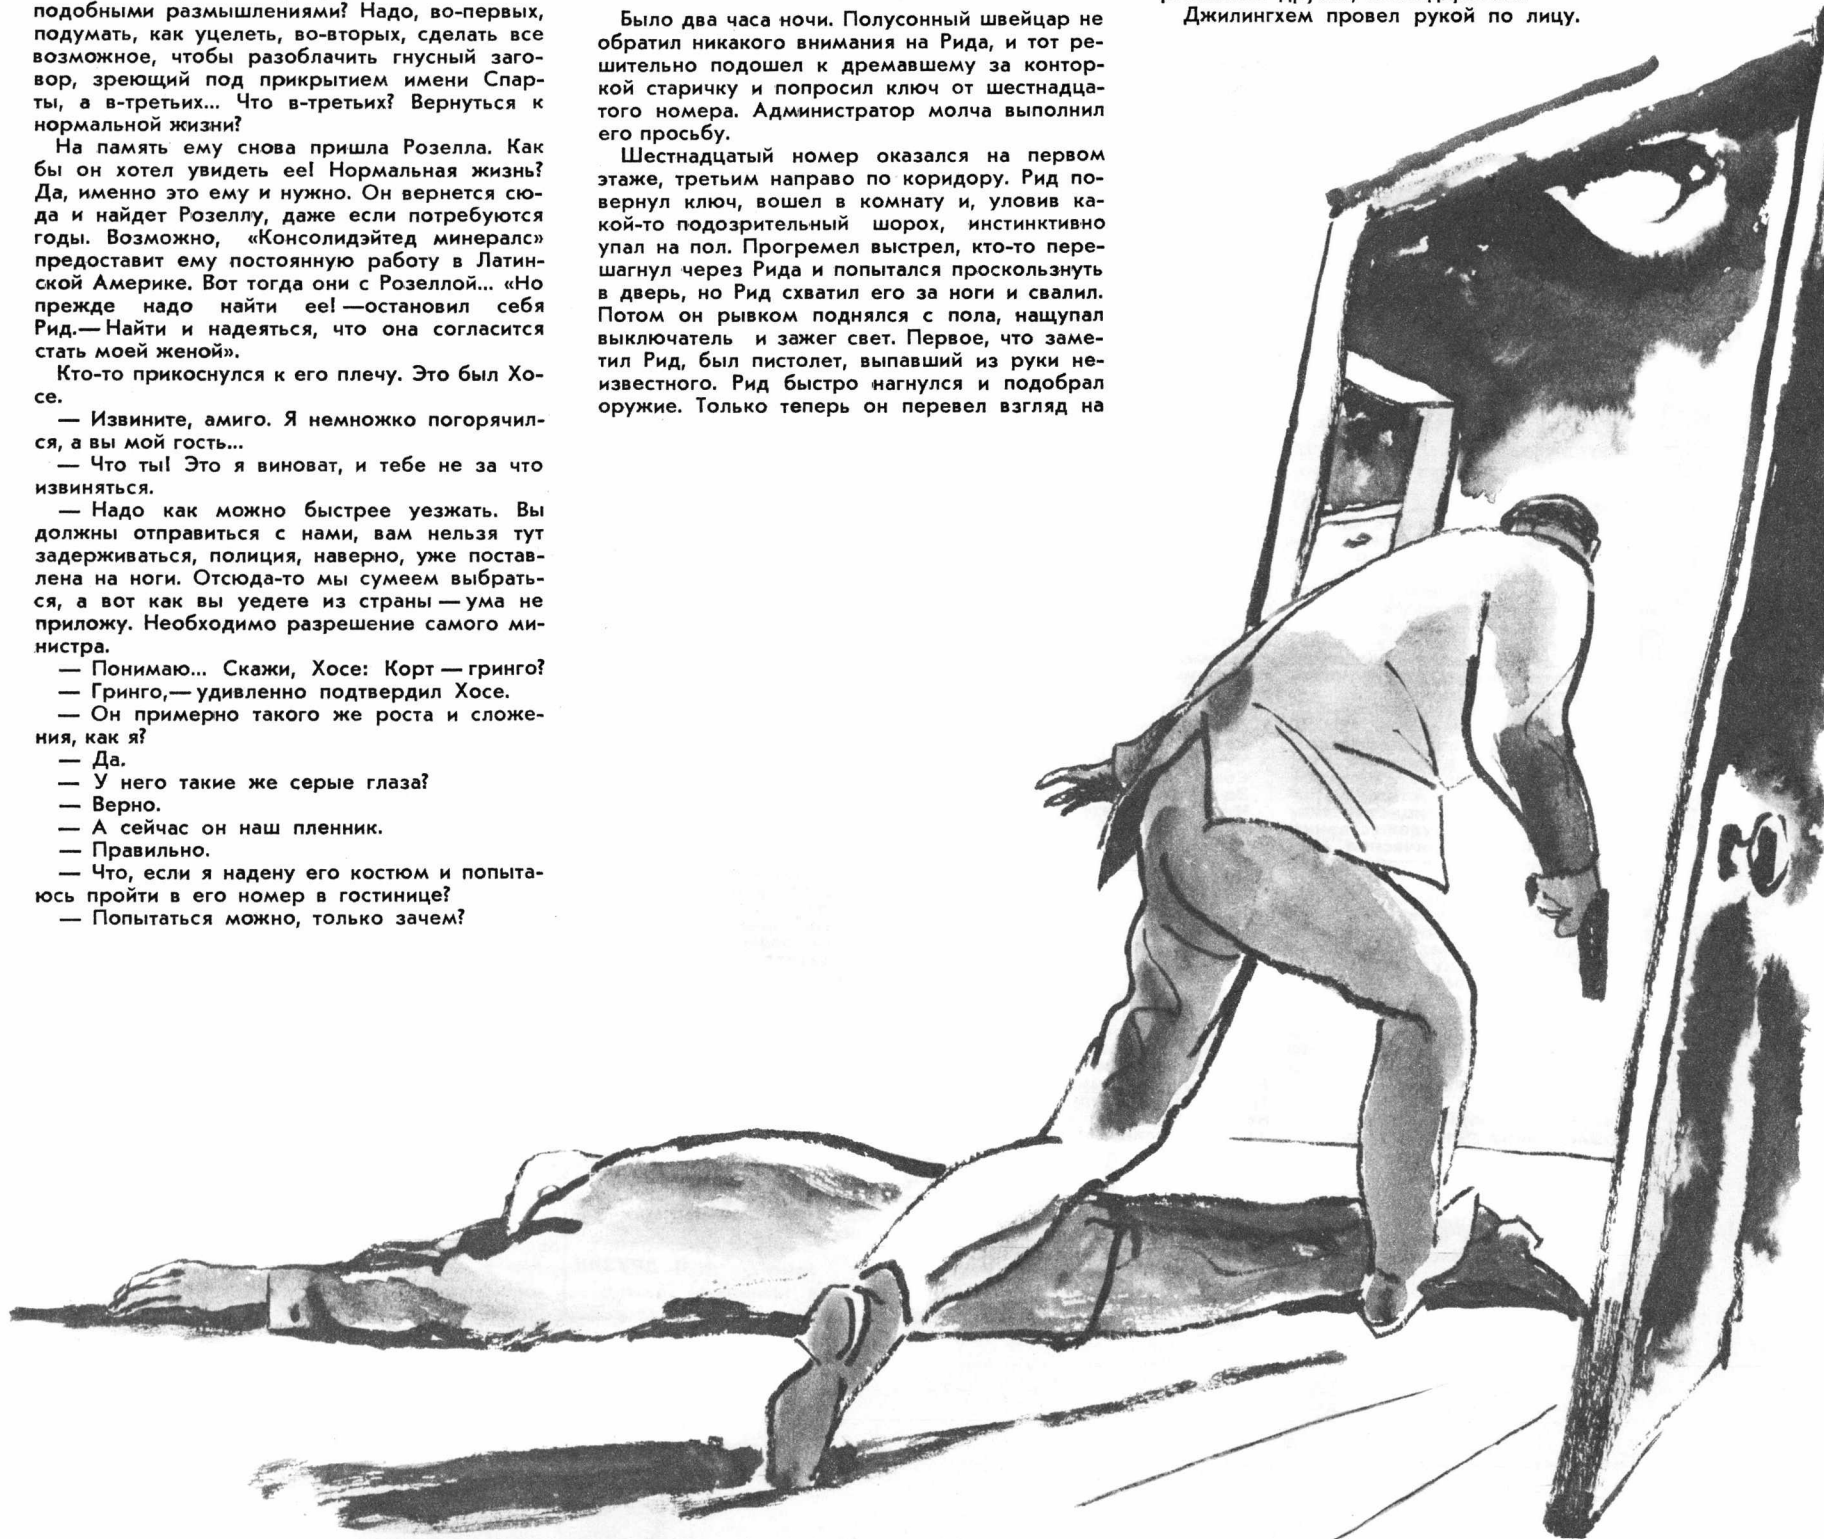 подобными размышлениями? Надо, во-первых,
подумать, как уцелеть, во-вторых, сделать все
возможное, чтобы разоблачить гнусный заго-
вор, зреющий под прикрытием имени Спар-
ты, а в-третьих... Что в-третьих? Вернуться к
нормальной жизни?
На память ему снова пришла Розелла. Как
бы он хотел увидеть ее! Нормальная жизнь?
Да, именно это ему и нужно. Он вернется сю-
да и найдет Розеллу, даже если потребуются
годы. Возможно, «Консолидэйтед минералс»
предоставит ему постоянную работу в Латин-
ской Америке. Вот тогда они с Розеллой... «Но
прежде надо найти ее! —остановил себя
Рид.— Найти и надеяться, что она согласится
стать моей женой».
Кто-то прикоснулся к его плечу. Это был Хо-
се.
— Извините, амиго. Я немножко погорячил-
ся, а вы мой гость...
— Что ты! Это я виноват, и тебе не за что
извиняться.
— Надо как можно быстрее уезжать. Вы
должны отправиться с нами, вам нельзя тут
задерживаться, полиция, наверно, уже постав-
лена на ноги. Отсюда-то мы сумеем выбрать-
ся, а вот как вы уедете из страны — ума не
приложу. Необходимо разрешение самого ми-
нистра.
— Понимаю... Скажи, Хосе: Корт — гринго?
— Гринго,— удивленно подтвердил Хосе.
— Он примерно такого же роста и сложе-
ния, как я?
— Да.
— У него такие же серые глаза?
— Верно.
— А сейчас он наш пленник.
— Правильно.
— Что, если я надену его костюм и попыта-
юсь пройти в его номер в гостинице?
— Попытаться можно, только зачем?
Было два часа ночи. Полусонный швейцар не
обратил никакого внимания на Рида, и тот ре-
шительно подошел к дремавшему за контор-
кой старичку и попросил ключ от шестнадца-
того номера. Администратор молча выполнил
его просьбу.
Шестнадцатый номер оказался на первом
этаже, третьим направо по коридору. Рид по-
вернул ключ, вошел в комнату и, уловив ка-
кой-то подозрительный шорох, инстинктивно
упал на пол. Прогремел выстрел, кто-то пере-
шагнул через Рида и попытался проскользнуть
в дверь, но Рид схватил его за ноги и свалил.
Потом он рывком поднялся с пола, нащупал
выключатель и зажег свет. Первое, что заме-
тил Рид, был пистолет, выпавший из руки не-
известного. Рид быстро нагнулся и подобрал
оружие. Только теперь он перевел взгляд на
Джилингхем провел рукой по лицу.